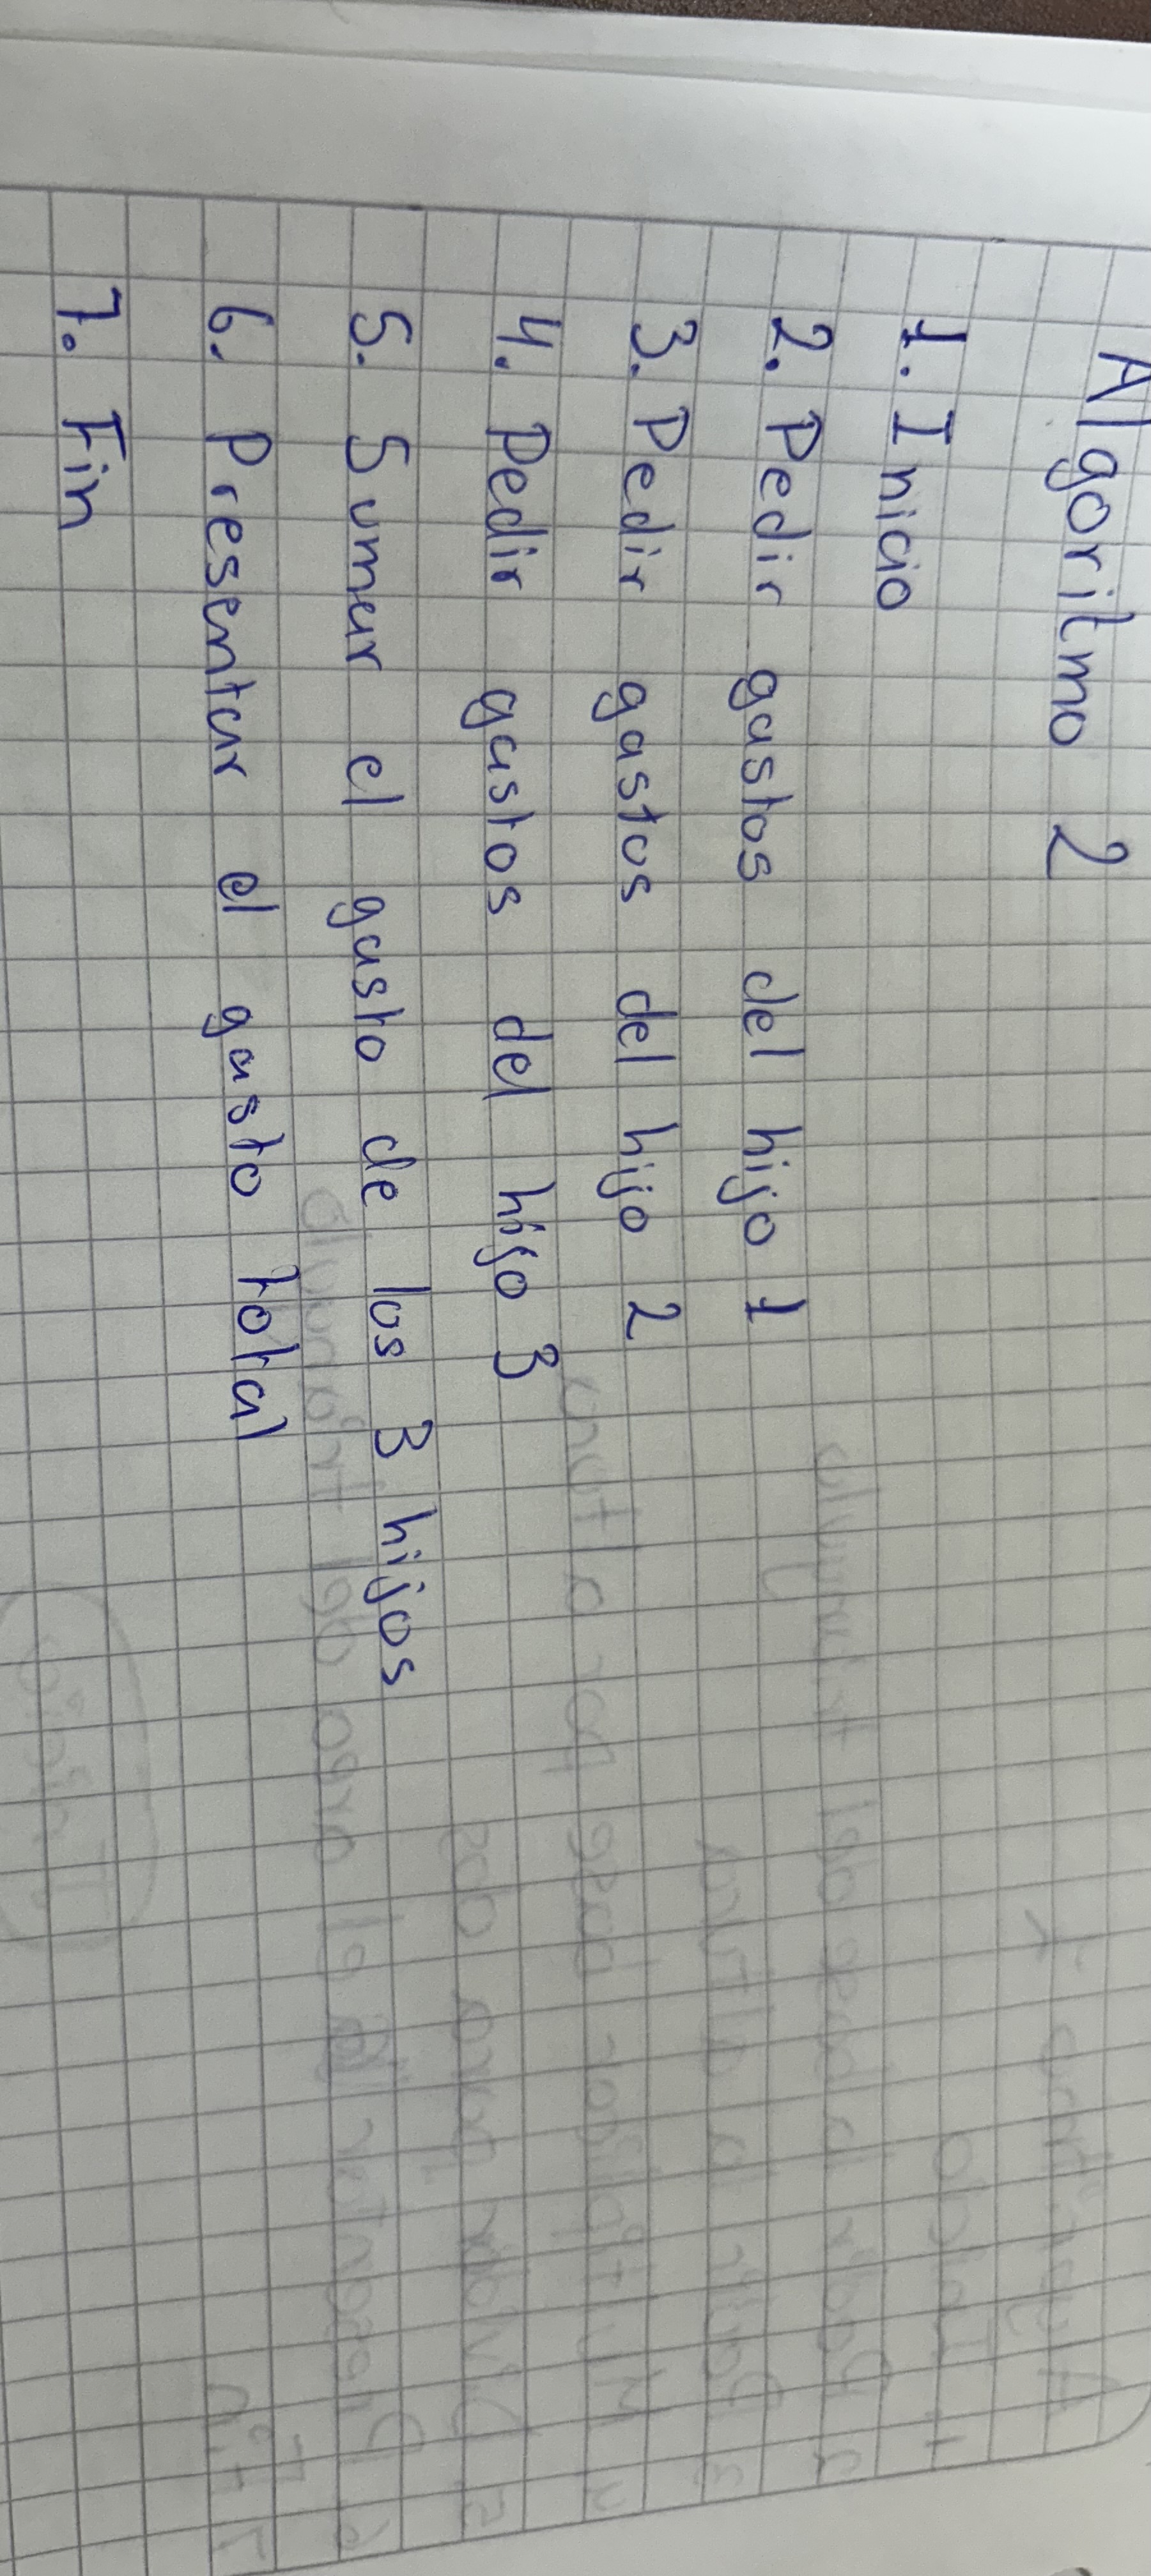 Algoritmo 2
1. Inicio
2. Pedir gastos del hijo 1
3. Pedir gastos del hijo 2
4. Pedir gastos del hijo 3
5. Sumar el gasto de los 3 hijos
6. Presentar el gasto total
7. Fin